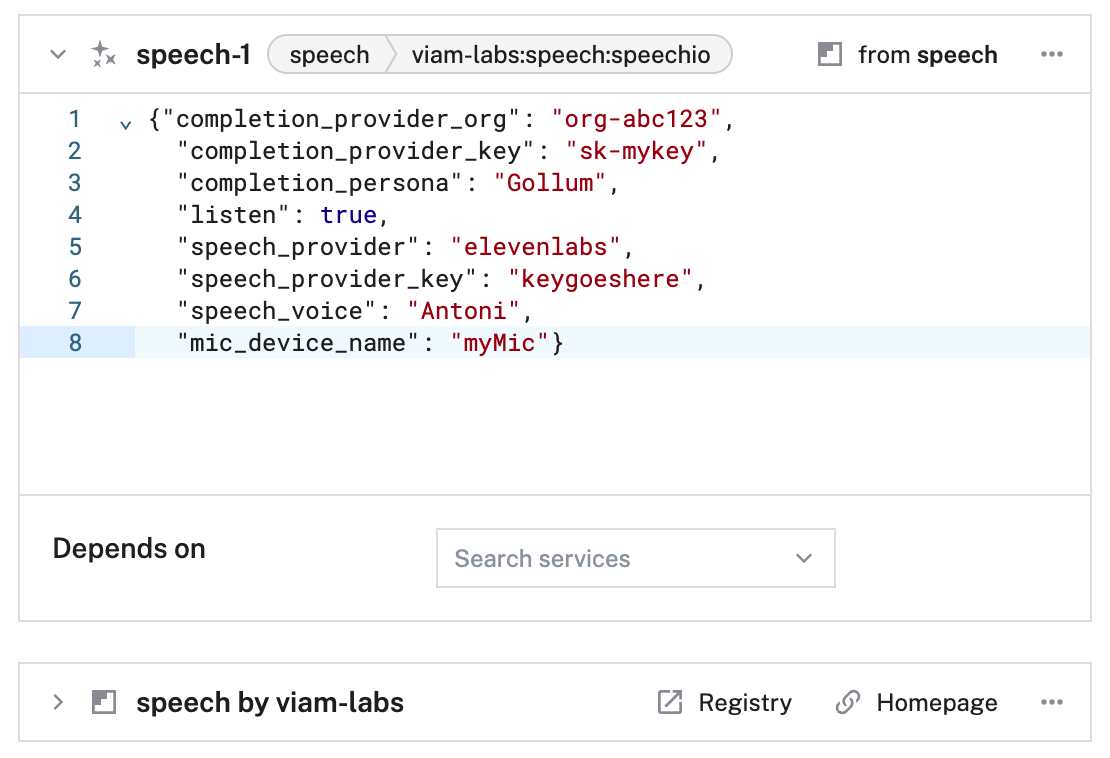 speech-1 speech viam-labs:speech:speechio from speech ...
1 {"completion_provider_org": "org-abc123",
2 "completion_provider_key": "sk-mykey",
3 "completion_persona": "Gollum",
4 "listen": true,
5 "speech_provider": "elevenlabs",
6 "speech_provider_key": "keygoeshere",
7 "speech_voice": "Antoni",
8 "mic_device_name": "myMic"}
Depends on Search services
speech by viam-labs Registry Homepage ...